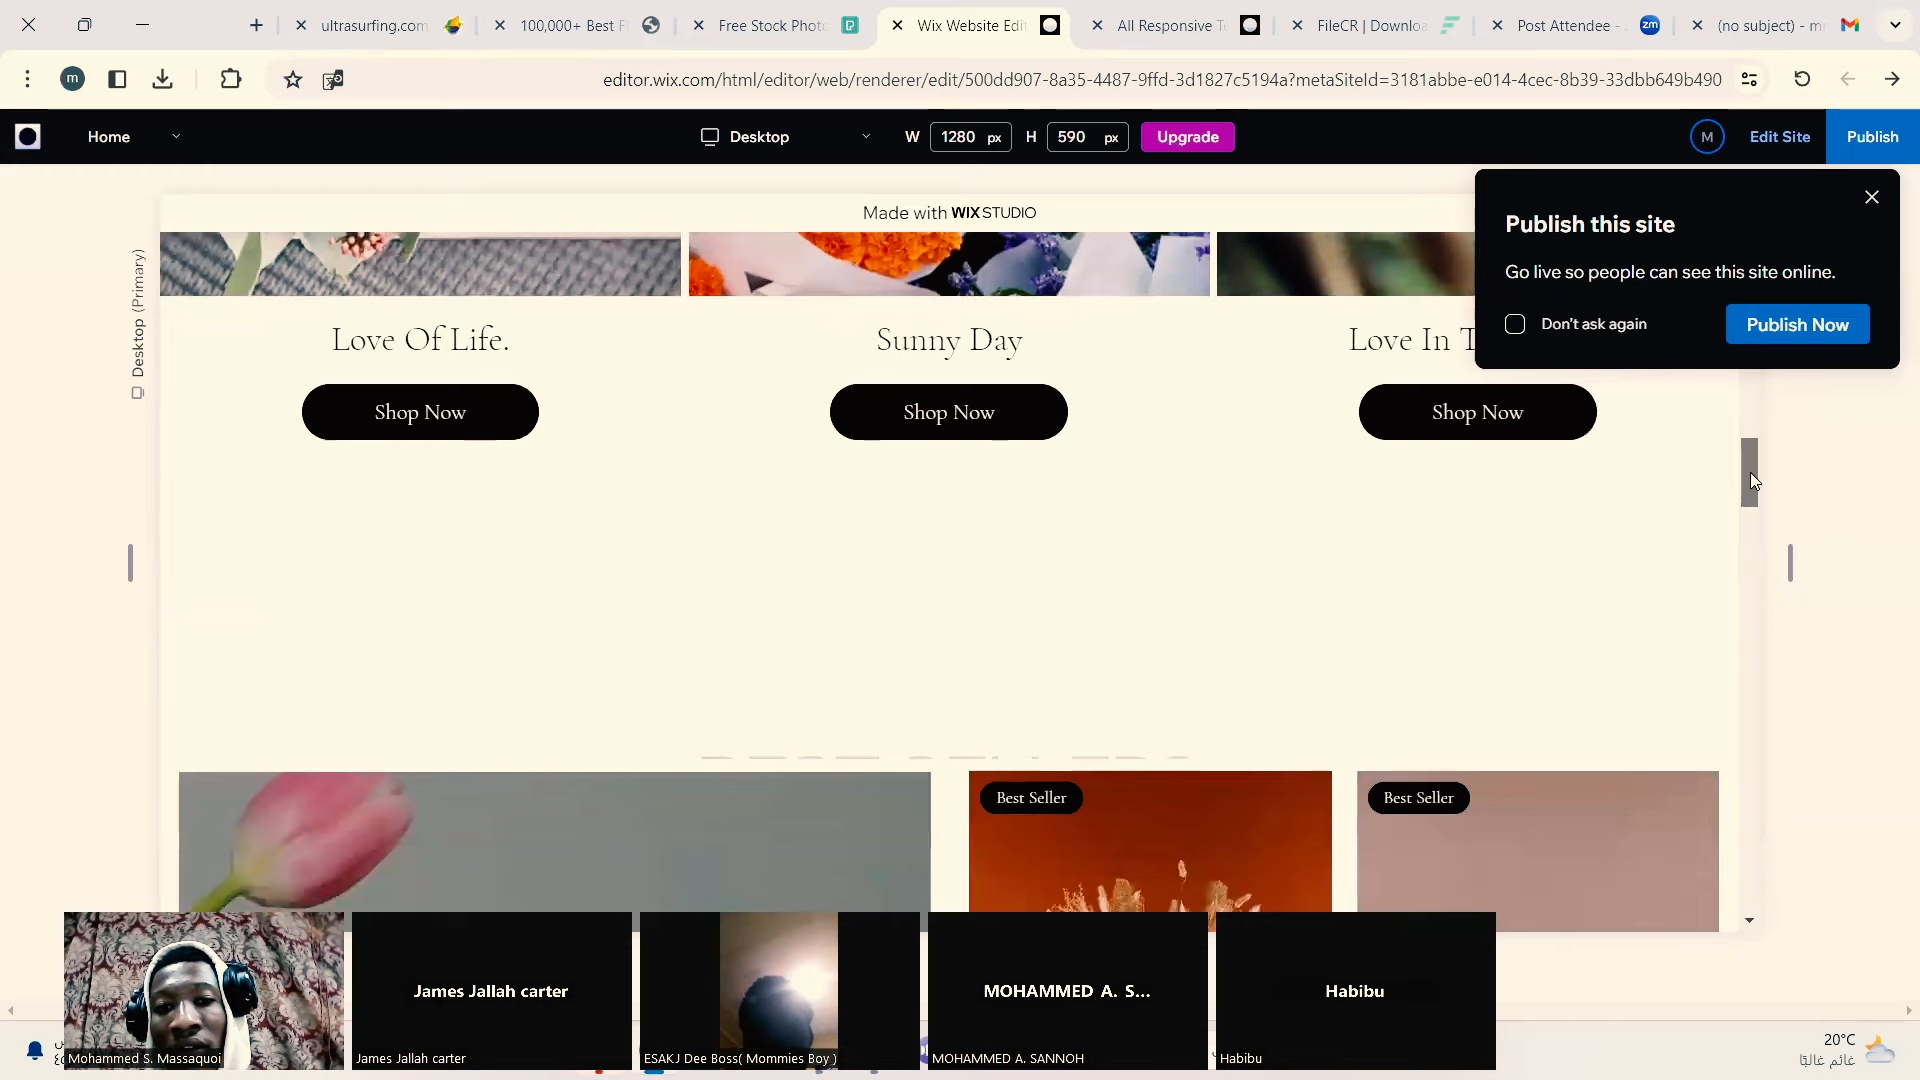 ultrasurfing.com
100,000+ Best F
Free Stock Phot
Wix Website Edit
All Responsive Te
FileCR | Downloa
Post Attendee -
zm
(no subject) - m
m
editor.wix.com/html/editor/web/renderer/edit/500dd907-8a35-4487-9ffd-3d1827c5194a?metaSiteId=3181abbe-e014-4cec-8b39-33dbb649b490
Home
Desktop
W 1280 px H 590 px
Upgrade
M
Edit Site
Publish
Desktop (Primary)
Made with WIX STUDIO
Publish this site
Go live so people can see this site online.
Don't ask again
Publish Now
Love Of Life.
Sunny Day
Love In T
Shop Now
Shop Now
Shop Now
Best Seller
Best Seller
James Jallah carter
MOHAMMED A. S...
Habibu
Mohammed S. Massaquoi
James Jallah carter
ESAKJ Dee Boss( Mommies Boy )
MOHAMMED A. SANNOH
Habibu
20°C
غائم غالبًا